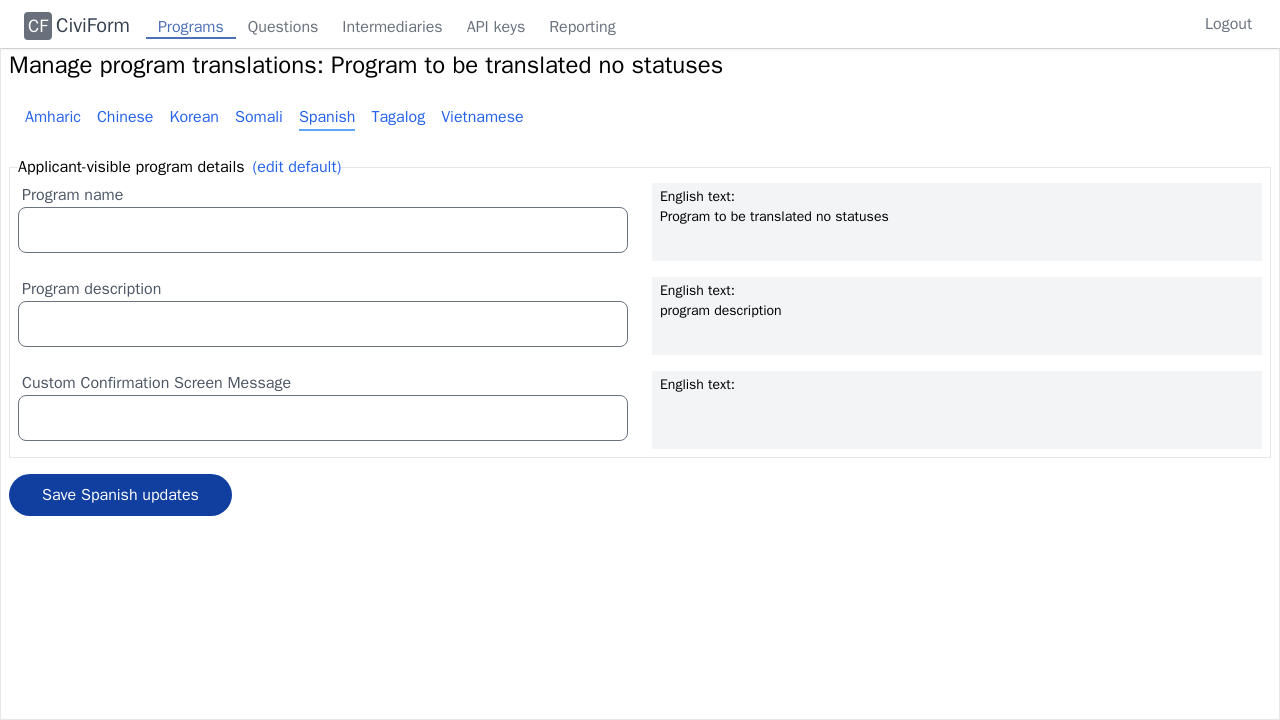 CF CiviForm Programs Questions Intermediaries API keys Reporting Logout
Manage program translations: Program to be translated no statuses
Amharic Chinese Korean Somali Spanish Tagalog Vietnamese
Applicant-visible program details (edit default)
Program name
English text:
Program to be translated no statuses
Program description
English text:
program description
Custom Confirmation Screen Message
English text:
Save Spanish updates